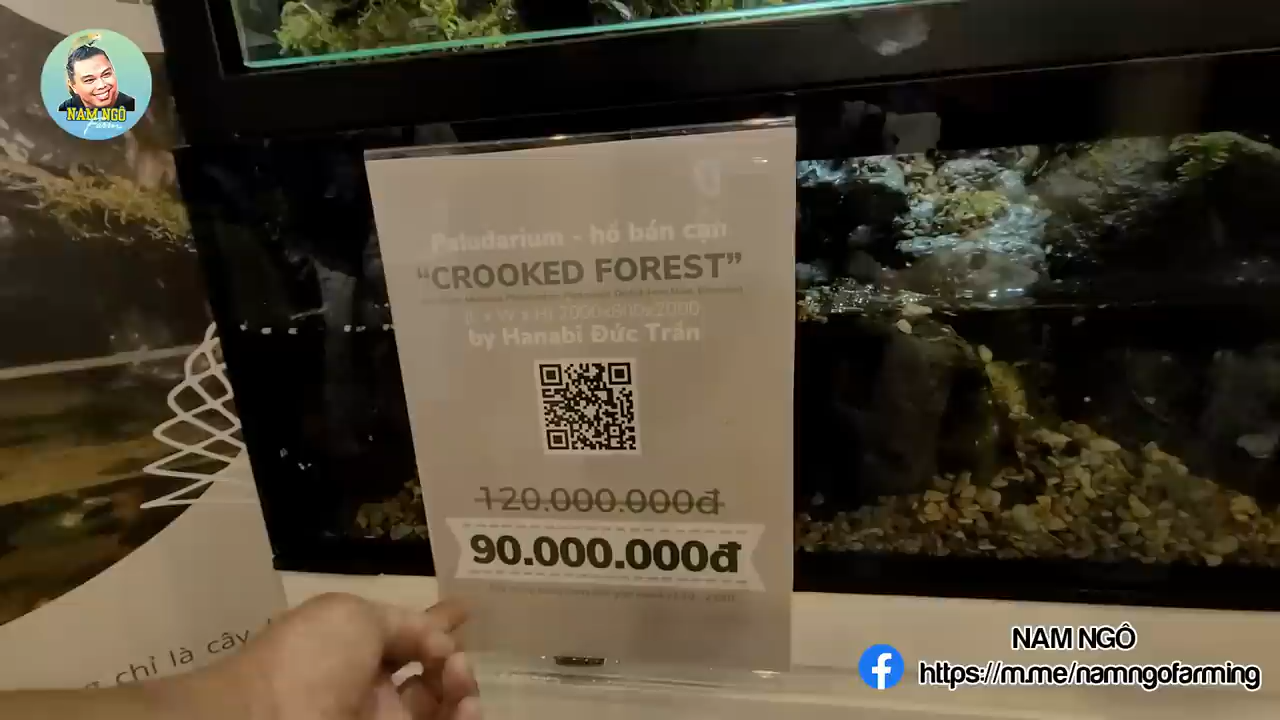 NAM NGÔ
Farm
Paludarium - hồ bán cạn
“CROOKED FOREST”
by Hanabi Đức Trần
120.000.000đ
90.000.000đ
chỉ là cây
NAM NGÔ
https://m.me/namngofarming